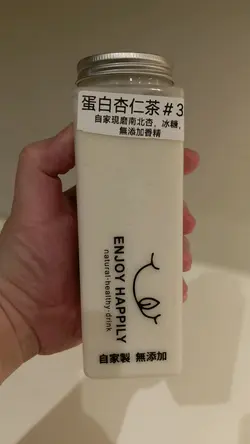 蛋白杏仁茶#3
自家現磨南北杏，冰糖，
無添加香精
ENJOY HAPPILY
natural·healthy·drink
自家製 無添加